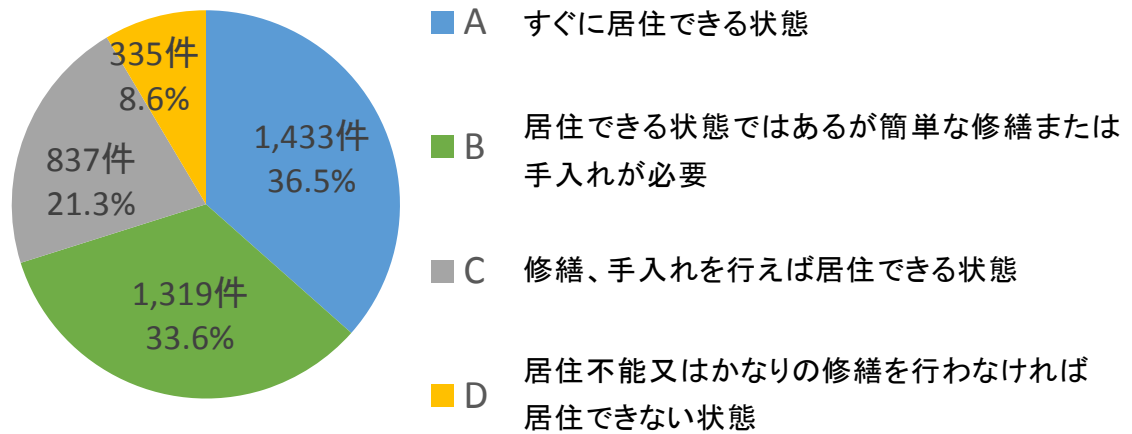 335件
8.6%
1,433件
36.5%
837件
21.3%
1,319件
33.6%
A すぐに居住できる状態
B 居住できる状態ではあるが簡単な修繕または
手入れが必要
C 修繕、手入れを行えば居住できる状態
D 居住不能又はかなりの修繕を行わなければ
居住できない状態